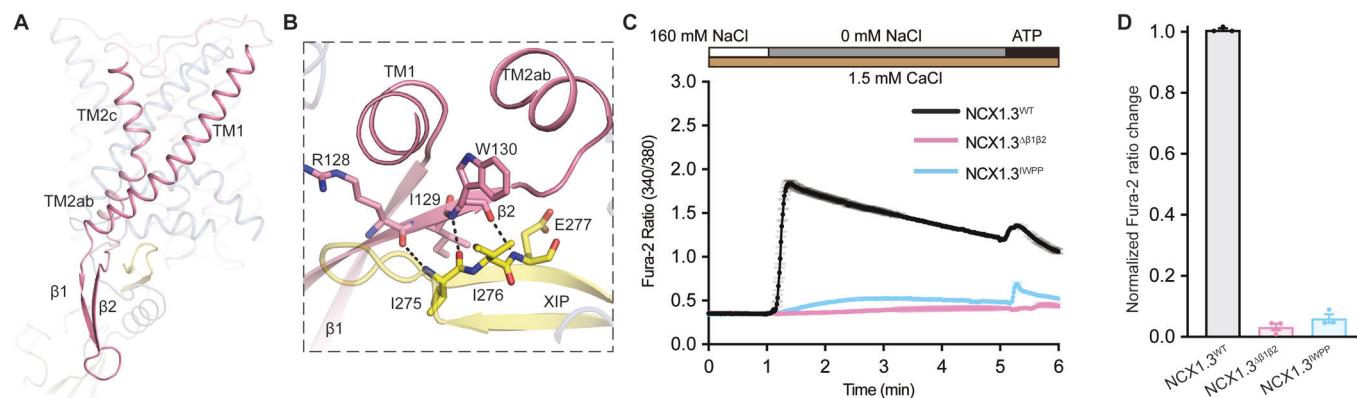 A
TM2c
TM1
TM2ab
β1
β2
B
TM1
TM2ab
R128
W130
I129
β2
E277
I275
I276
XIP
β1
C
160 mM NaCl
0 mM NaCl
ATP
1.5 mM CaCl
Fura-2 Ratio (340/380)
3.0
2.5
2.0
1.5
1.0
0.5
0.0
NCX1.3WT
NCX1.3Δβ1β2
NCX1.3IWPP
0 1 2 3 4 5 6
Time (min)
D
Normalized Fura-2 ratio change
1.0
0.8
0.6
0.4
0.2
0.0
NCX1.3WT
NCX1.3Δβ1β2
NCX1.3IWPP